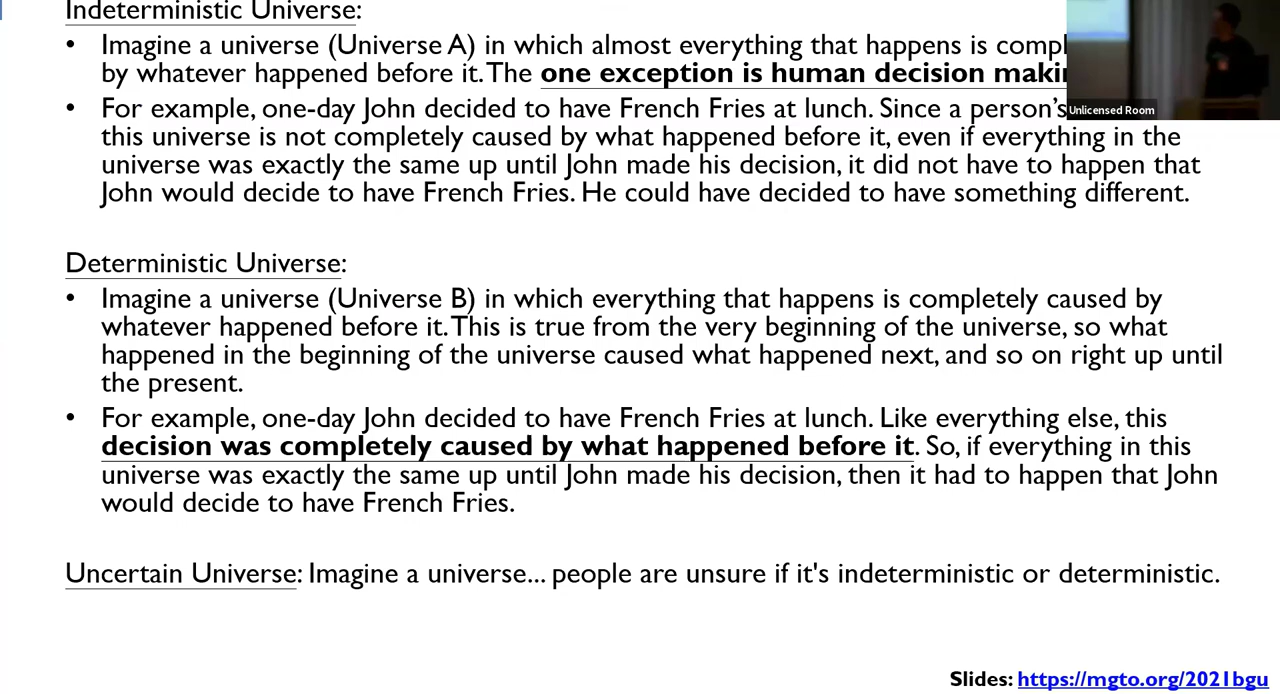 Indeterministic Universe:
• Imagine a universe (Universe A) in which almost everything that happens is
by whatever happened before it. The one exception is human decision
• For example, one-day John decided to have French Fries at lunch. Since a person's
this universe is not completely caused by what happened before it, even if everything in the
universe was exactly the same up until John made his decision, it did not have to happen that
John would decide to have French Fries. He could have decided to have something different.
Deterministic Universe:
• Imagine a universe (Universe B) in which everything that happens is completely caused by
whatever happened before it. This is true from the very beginning of the universe, so what
happened in the beginning of the universe caused what happened next, and so on right up until
the present.
• For example, one-day John decided to have French Fries at lunch. Like everything else, this
decision was completely caused by what happened before it. So, if everything in this
universe was exactly the same up until John made his decision, then it had to happen that John
would decide to have French Fries.
Uncertain Universe: Imagine a universe... people are unsure if it's indeterministic or deterministic.
Unlicensed Room
Slides: https://mgto.org/2021bgu